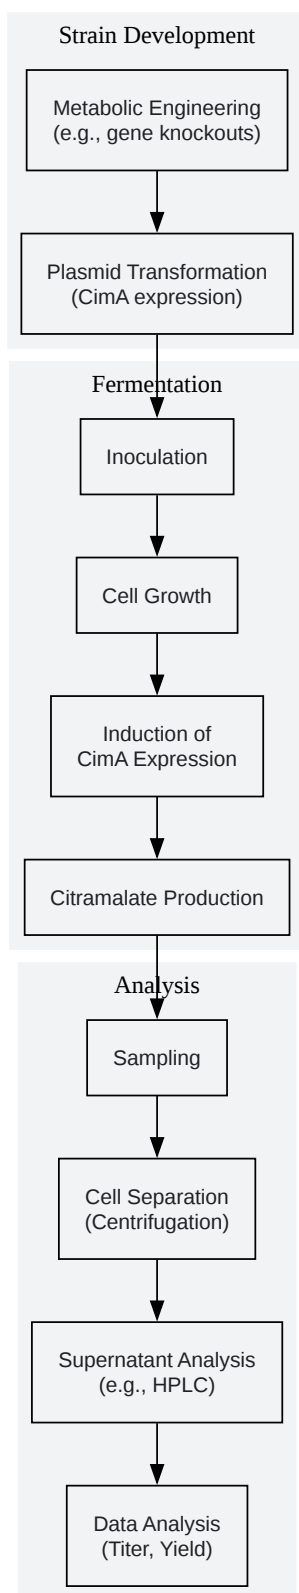 Strain Development
Metabolic Engineering
(e.g., gene knockouts)
Plasmid Transformation
(CimA expression)
Fermentation
Inoculation
Cell Growth
Induction of
CimA Expression
Citramalate Production
Analysis
Sampling
Cell Separation
(Centrifugation)
Supernatant Analysis
(e.g., HPLC)
Data Analysis
(Titer, Yield)